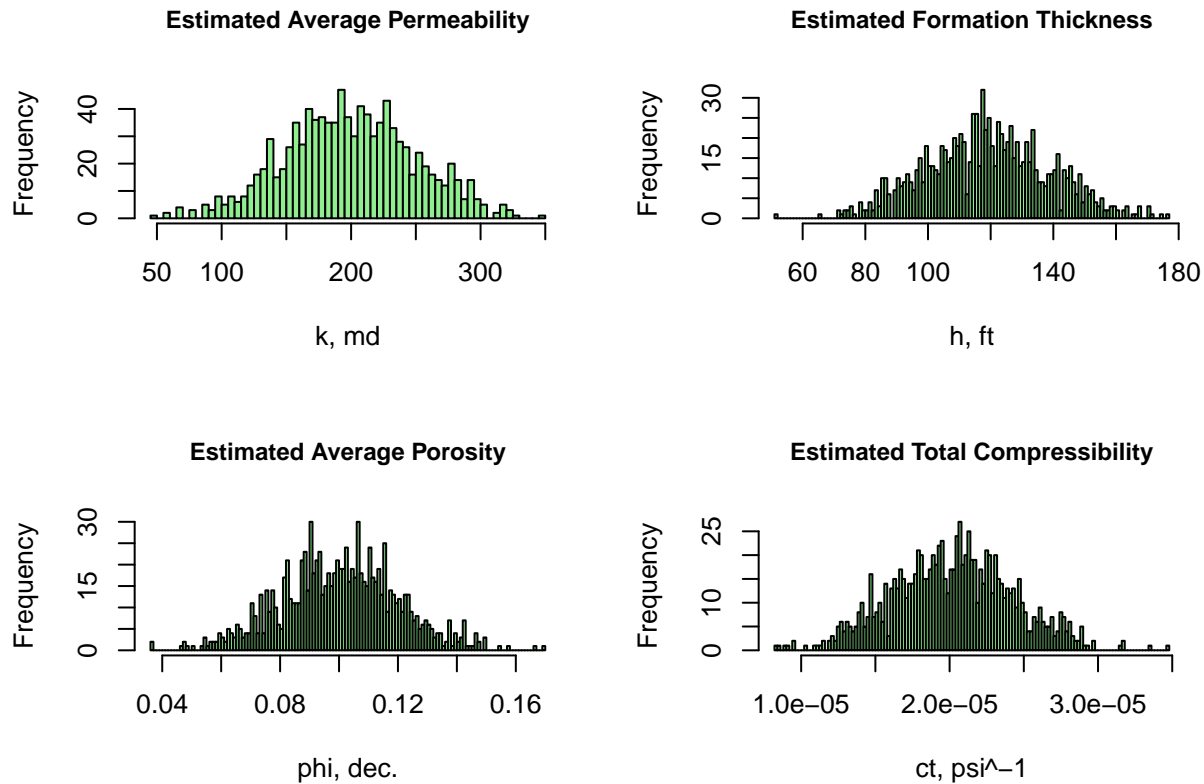 Estimated Average Permeability
Frequency
0 20 40
50 100 200 300
k, md
Estimated Formation Thickness
Frequency
0 15 30
60 80 100 140 180
h, ft
Estimated Average Porosity
Frequency
0 15 30
0.04 0.08 0.12 0.16
phi, dec.
Estimated Total Compressibility
Frequency
0 10 25
1.0e−05 2.0e−05 3.0e−05
ct, psi^−1